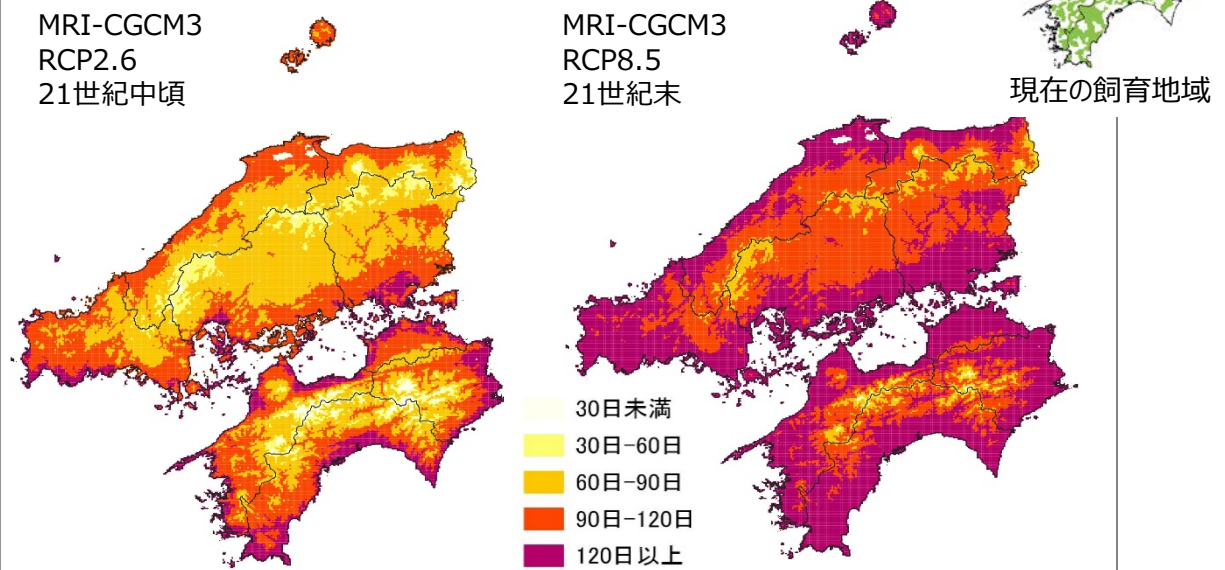 MRI-CGCM3
RCP2.6
21世紀中頃
MRI-CGCM3
RCP8.5
21世紀末
現在の飼育地域
30日未満
30日-60日
60日-90日
90日-120日
120日以上